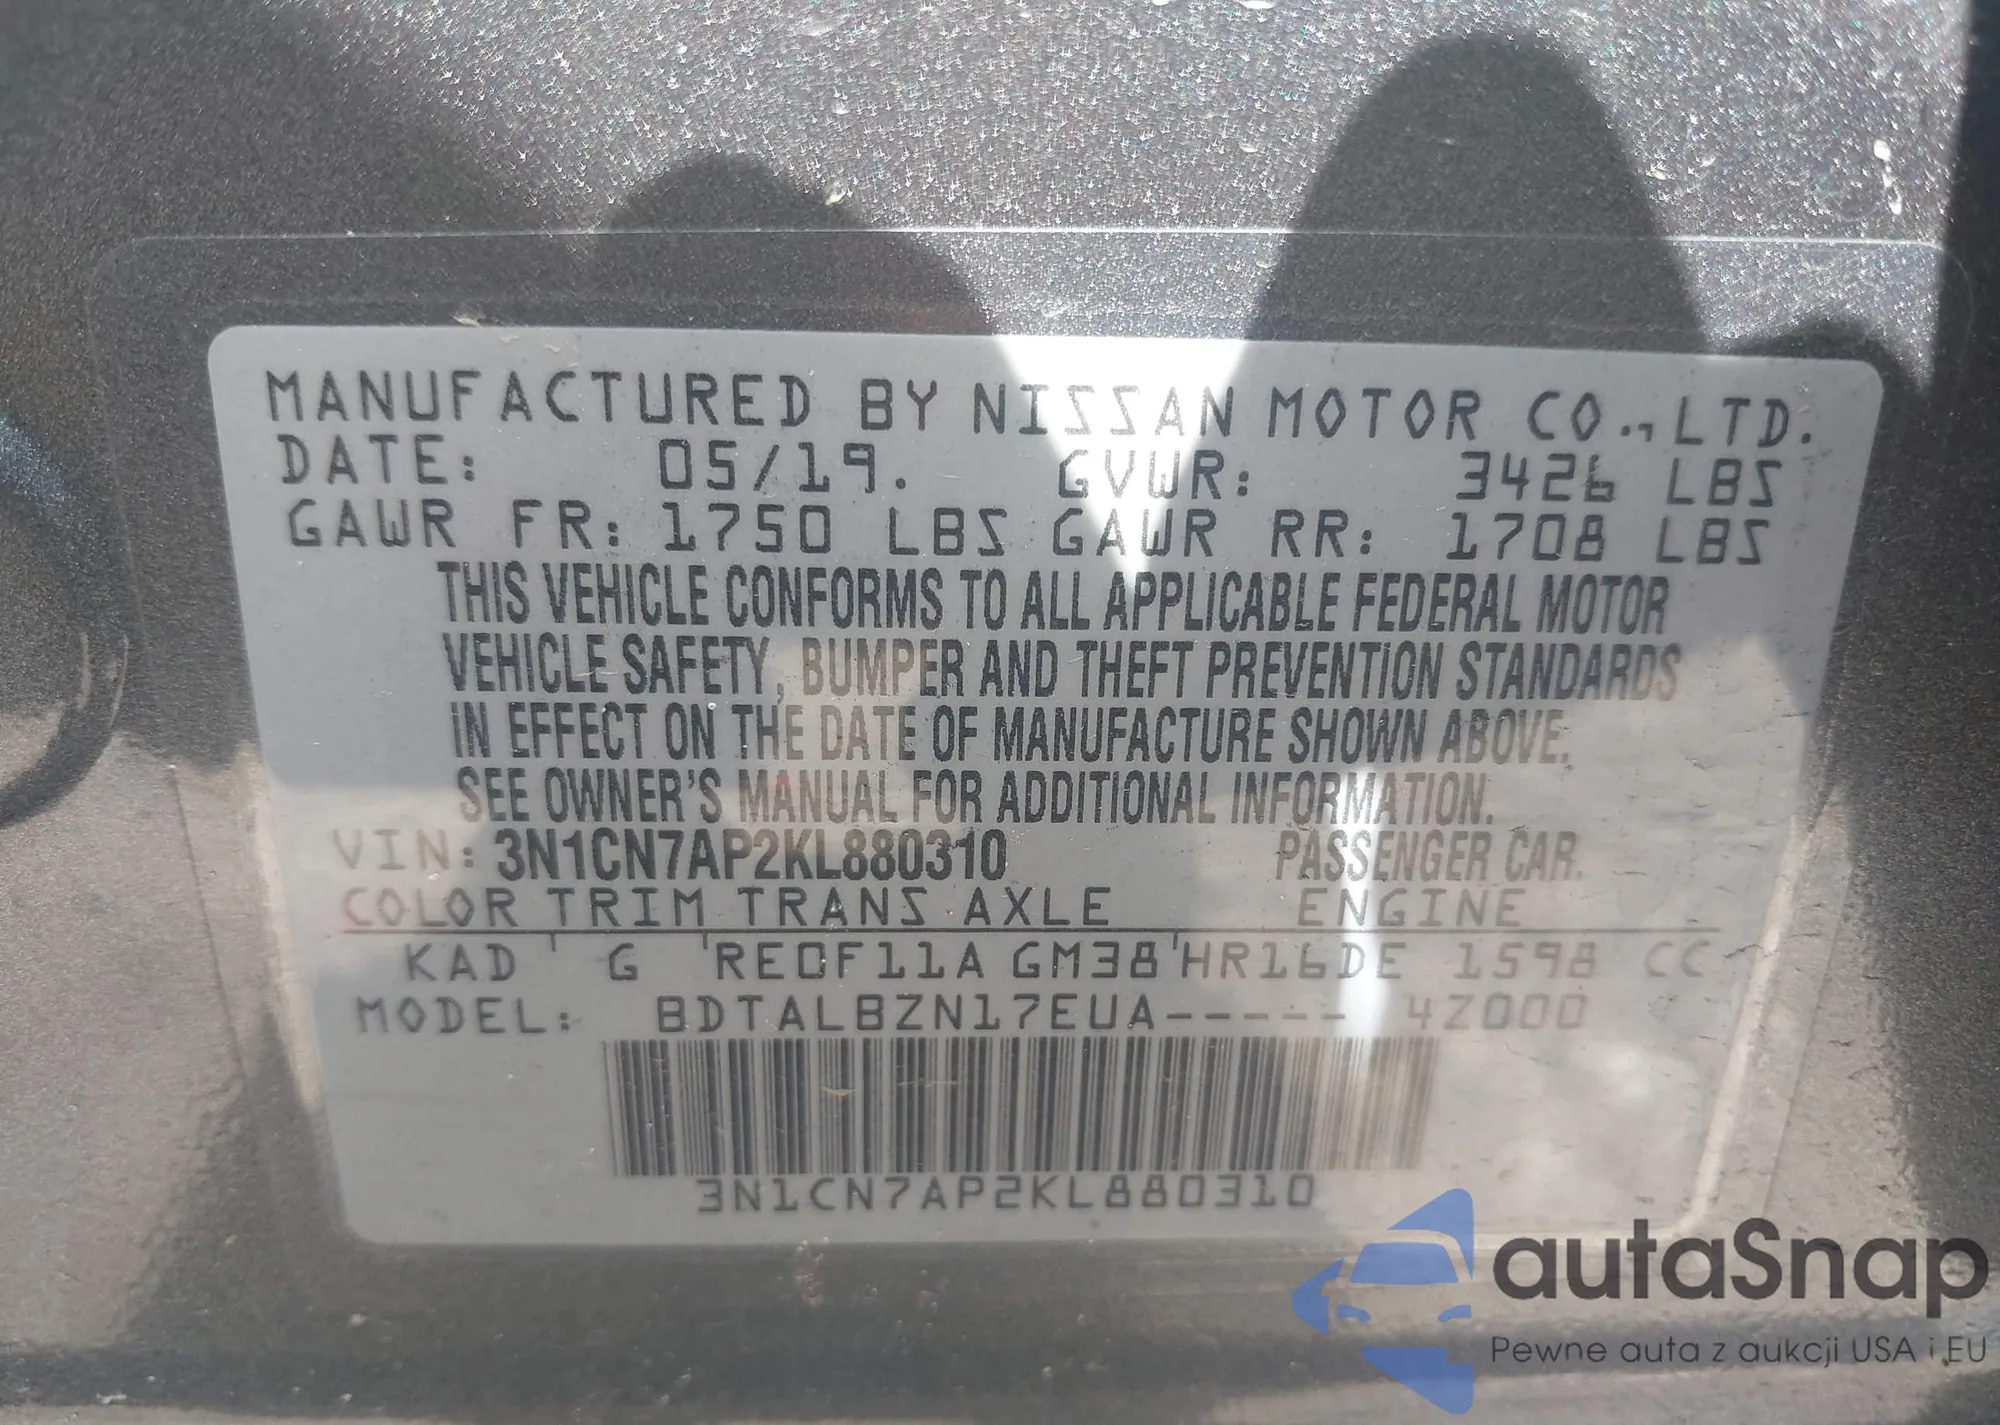 MANUFACTURED BY NISSAN MOTOR CO., LTD.
DATE: 05/19. GVWR: 3426 LBS
GAWR FR: 1750 LBS GAWR RR: 1708 LBS
THIS VEHICLE CONFORMS TO ALL APPLICABLE FEDERAL MOTOR
VEHICLE SAFETY, BUMPER AND THEFT PREVENTION STANDARDS
IN EFFECT ON THE DATE OF MANUFACTURE SHOWN ABOVE.
SEE OWNER'S MANUAL FOR ADDITIONAL INFORMATION.
VIN: 3N1CN7AP2KL880310 PASSENGER CAR.
COLOR TRIM TRANS AXLE ENGINE
KAD ' G 'RE0F11A GM38'HR16DE 1598 CC
MODEL: BDTALBZN17EUA----- 4Z000
3N1CN7AP2KL880310
autaSnap
Pewne auta z aukcji USA i EU